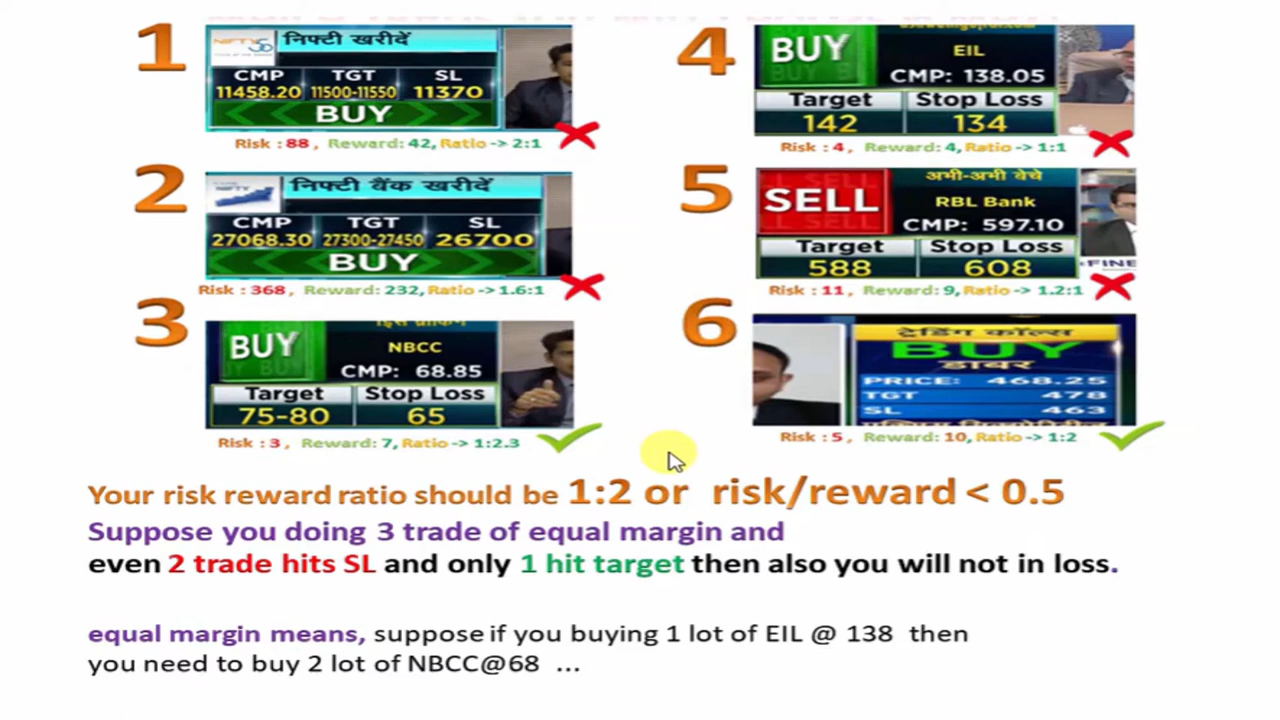 1
निफ्टी खरीदें
CMP TGT SL
11458.20 11500-11550 11370
BUY
Risk : 88 , Reward: 42, Ratio -> 2:1
2
निफ्टी बैंक खरीदें
CMP TGT SL
27068.30 27300-27450 26700
BUY
Risk : 368 , Reward: 232, Ratio -> 1.6:1
3
BUY
NBCC
CMP: 68.85
Target Stop Loss
75-80 65
Risk : 3 , Reward: 7, Ratio -> 1:2.3
4
BUY
EIL
CMP: 138.05
Target Stop Loss
142 134
Risk : 4 , Reward: 4, Ratio -> 1:1
5
SELL
अभी-अभी बेचे
RBL Bank
CMP: 597.10
Target Stop Loss
588 608
FINE
Risk : 11 , Reward: 9, Ratio -> 1.2:1
6
ट्रेडिंग कॉल्स
BUY
डाबर
PRICE: 468.25
TGT 478
SL 463
Risk : 5 , Reward: 10, Ratio -> 1:2
Your risk reward ratio should be 1:2 or risk/reward < 0.5
Suppose you doing 3 trade of equal margin and
even 2 trade hits SL and only 1 hit target then also you will not in loss.
equal margin means, suppose if you buying 1 lot of EIL @ 138 then
you need to buy 2 lot of NBCC@68 ...